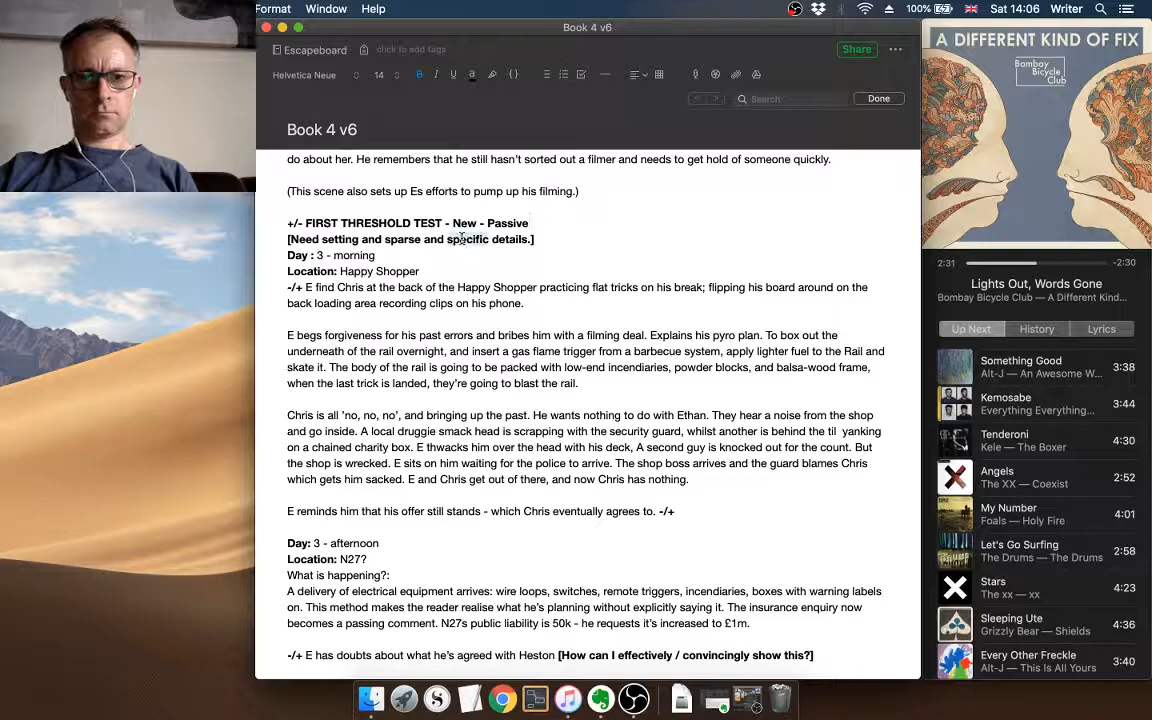 Format Window Help
100% Sat 14:06 Writer
Book 4 v6
Escapeboard click to add tags Share
Helvetica Neue 14 B I U a {}
Search Done
Book 4 v6
do about her. He remembers that he still hasn't sorted out a filmer and needs to get hold of someone quickly.
(This scene also sets up Es efforts to pump up his filming.)
+/- FIRST THRESHOLD TEST - New - Passive
[Need setting and sparse and specific details.]
Day : 3 - morning
Location: Happy Shopper
-/+ E find Chris at the back of the Happy Shopper practicing flat tricks on his break; flipping his board around on the
back loading area recording clips on his phone.
E begs forgiveness for his past errors and bribes him with a filming deal. Explains his pyro plan. To box out the
underneath of the rail overnight, and insert a gas flame trigger from a barbecue system, apply lighter fuel to the Rail and
skate it. The body of the rail is going to be packed with low-end incendiaries, powder blocks, and balsa-wood frame,
when the last trick is landed, they're going to blast the rail.
Chris is all 'no, no, no', and bringing up the past. He wants nothing to do with Ethan. They hear a noise from the shop
and go inside. A local druggie smack head is scrapping with the security guard, whilst another is behind the til yanking
on a chained charity box. E thwacks him over the head with his deck, A second guy is knocked out for the count. But
the shop is wrecked. E sits on him waiting for the police to arrive. The shop boss arrives and the guard blames Chris
which gets him sacked. E and Chris get out of there, and now Chris has nothing.
E reminds him that his offer still stands - which Chris eventually agrees to. -/+
Day: 3 - afternoon
Location: N27?
What is happening?:
A delivery of electrical equipment arrives: wire loops, switches, remote triggers, incendiaries, boxes with warning labels
on. This method makes the reader realise what he's planning without explicitly saying it. The insurance enquiry now
becomes a passing comment. N27s public liability is 50k - he requests it's increased to £1m.
-/+ E has doubts about what he's agreed with Heston [How can I effectively / convincingly show this?]
A DIFFERENT KIND OF FIX
Bombay
Bicycle
Club
2:31 -2:30
Lights Out, Words Gone
Bombay Bicycle Club — A Different Kind...
Up Next History Lyrics
Something Good
Alt-J — An Awesome W... 3:38
Kemosabe
Everything Everything... 3:44
Tenderoni
Kele — The Boxer 4:30
Angels
The XX — Coexist 2:52
My Number
Foals — Holy Fire 4:01
Let's Go Surfing
The Drums — The Drums 2:58
Stars
The xx — xx 4:23
Sleeping Ute
Grizzly Bear — Shields 4:36
Every Other Freckle
Alt-J — This Is All Yours 3:40